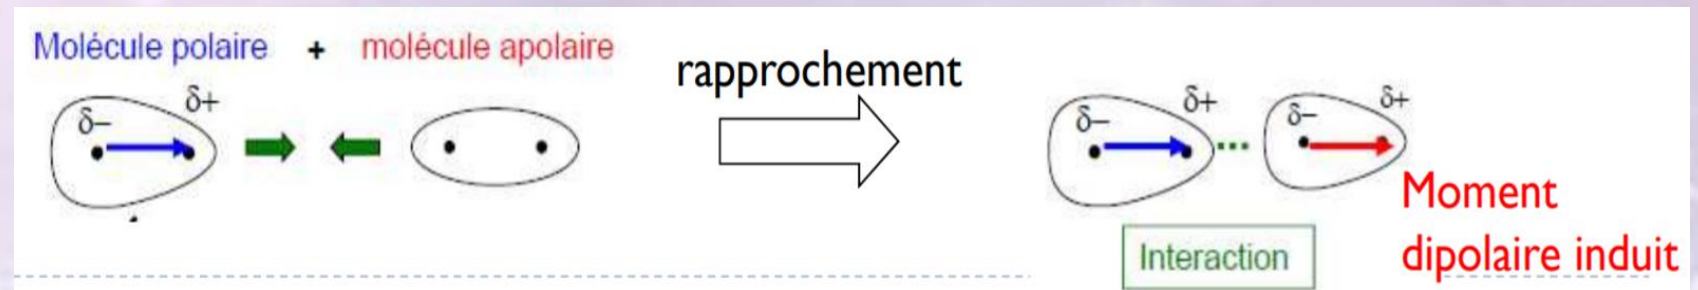 Molécule polaire + molécule apolaire
rapprochement
δ− δ+
δ− δ+
δ− δ+
Interaction
Moment
dipolaire induit